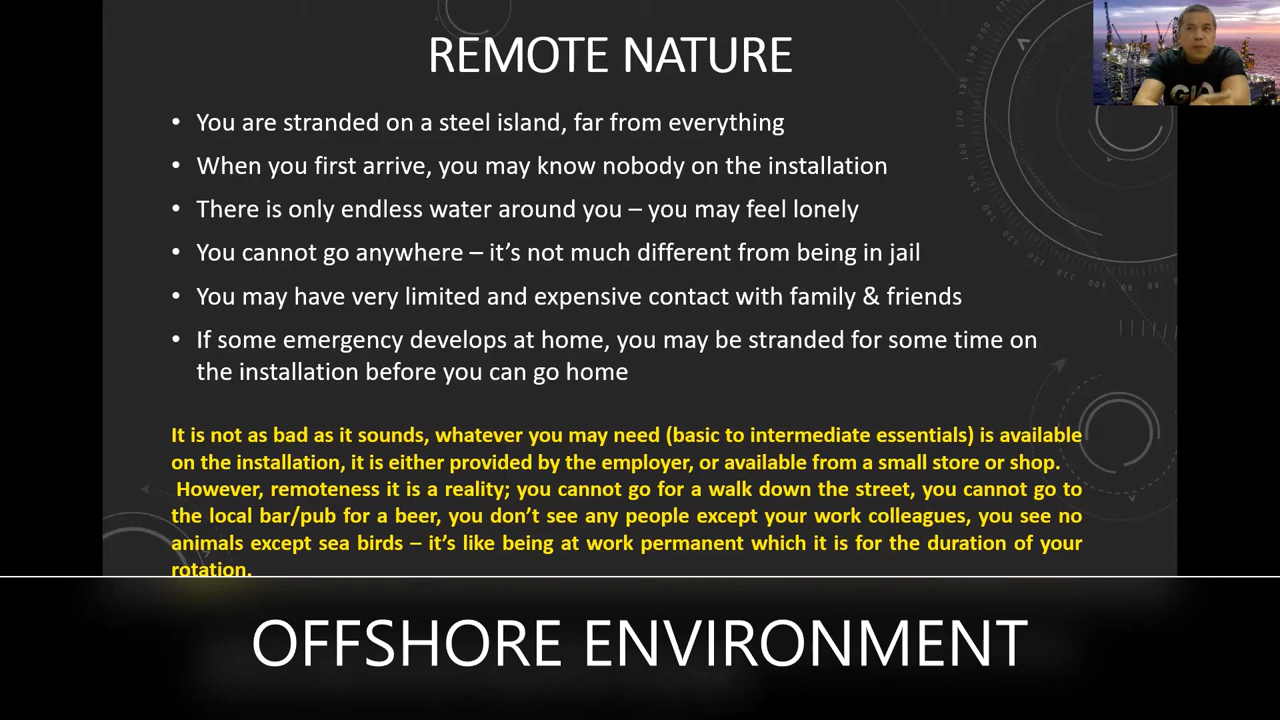 REMOTE NATURE
• You are stranded on a steel island, far from everything
• When you first arrive, you may know nobody on the installation
• There is only endless water around you – you may feel lonely
• You cannot go anywhere – it’s not much different from being in jail
• You may have very limited and expensive contact with family & friends
• If some emergency develops at home, you may be stranded for some time on
the installation before you can go home
It is not as bad as it sounds, whatever you may need (basic to intermediate essentials) is available
on the installation, it is either provided by the employer, or available from a small store or shop.
However, remoteness it is a reality; you cannot go for a walk down the street, you cannot go to
the local bar/pub for a beer, you don’t see any people except your work colleagues, you see no
animals except sea birds – it’s like being at work permanent which it is for the duration of your
rotation.
OFFSHORE ENVIRONMENT